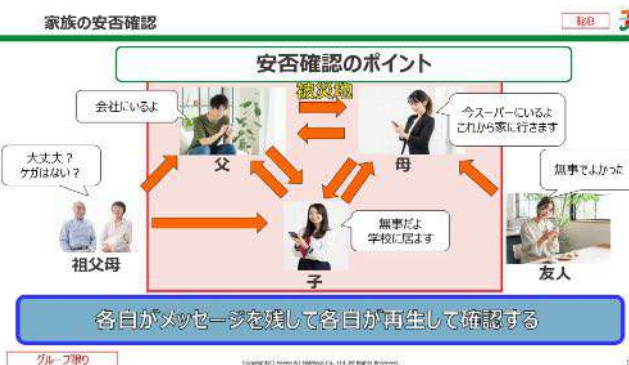 家族の安否確認
秘B
安否確認のポイント
被災地
会社にいるよ
今スーパーにいるよ
これから家に行きます
父
母
大丈夫？
ケガはない？
無事でよかった
無事だよ
学校に居ます
祖父母
子
友人
各自がメッセージを残して各自が再生して確認する
グループ限り